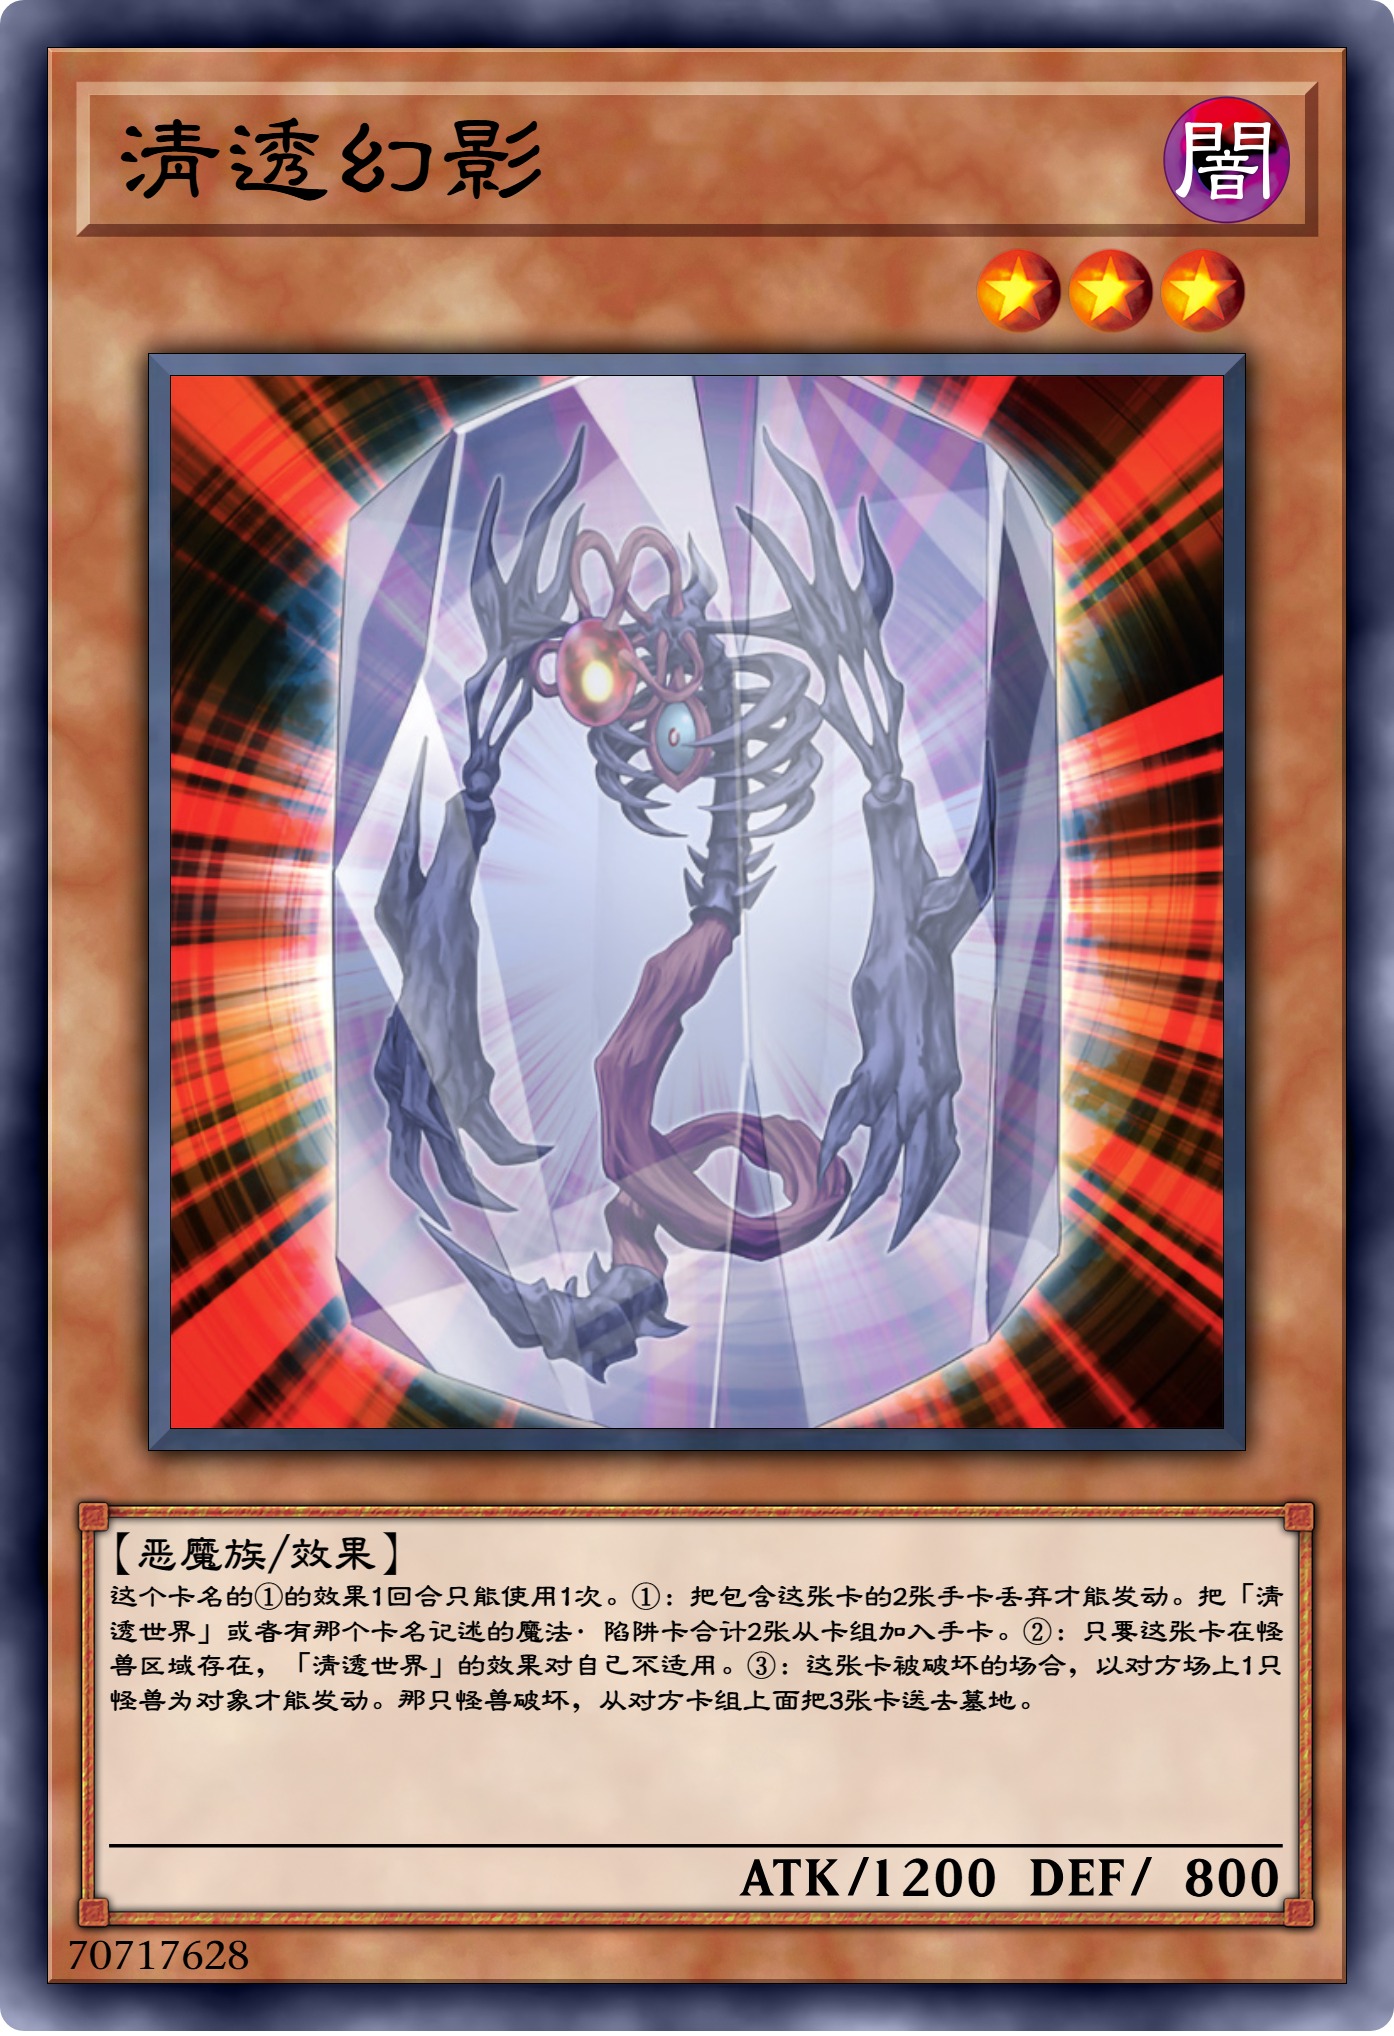 清透幻影
闇
【恶魔族/效果】
这个卡名的①的效果1回合只能使用1次。①：把包含这张卡的2张手卡丢弃才能发动。把「清
透世界」或者有那个卡名记述的魔法·陷阱卡合计2张从卡组加入手卡。②：只要这张卡在怪
兽区域存在，「清透世界」的效果对自己不适用。③：这张卡被破坏的场合，以对方场上1只
怪兽为对象才能发动。那只怪兽破坏，从对方卡组上面把3张卡送去墓地。
ATK/1200 DEF/ 800
70717628